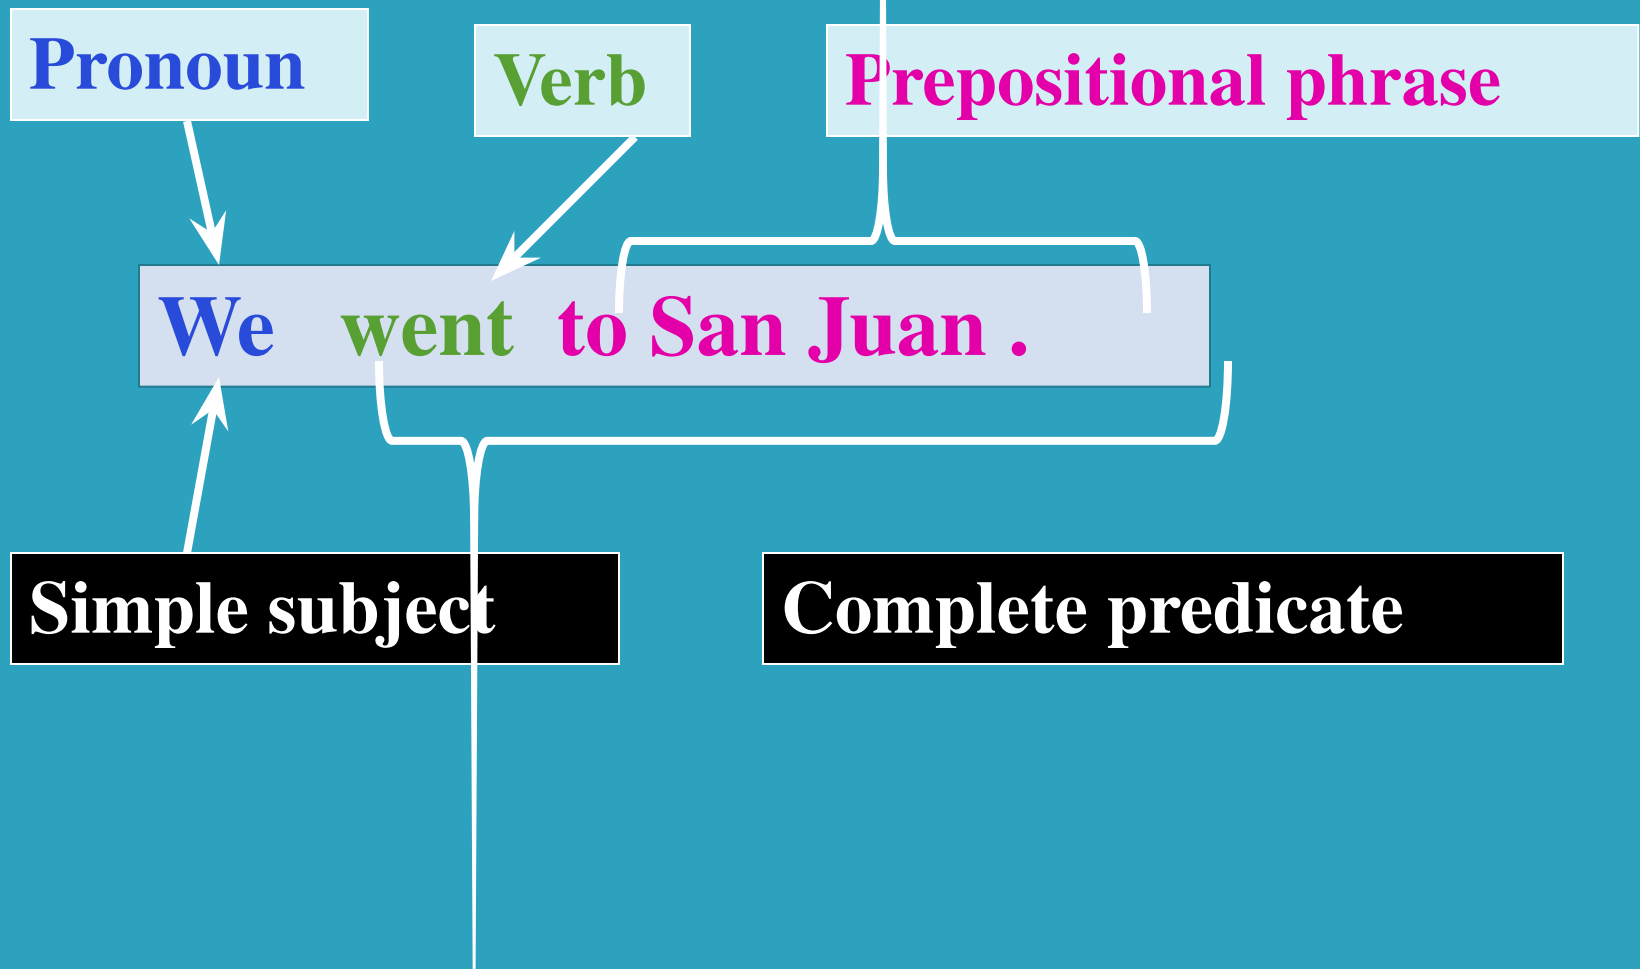 Pronoun
Verb
Prepositional phrase
We went to San Juan .
Simple subject
Complete predicate